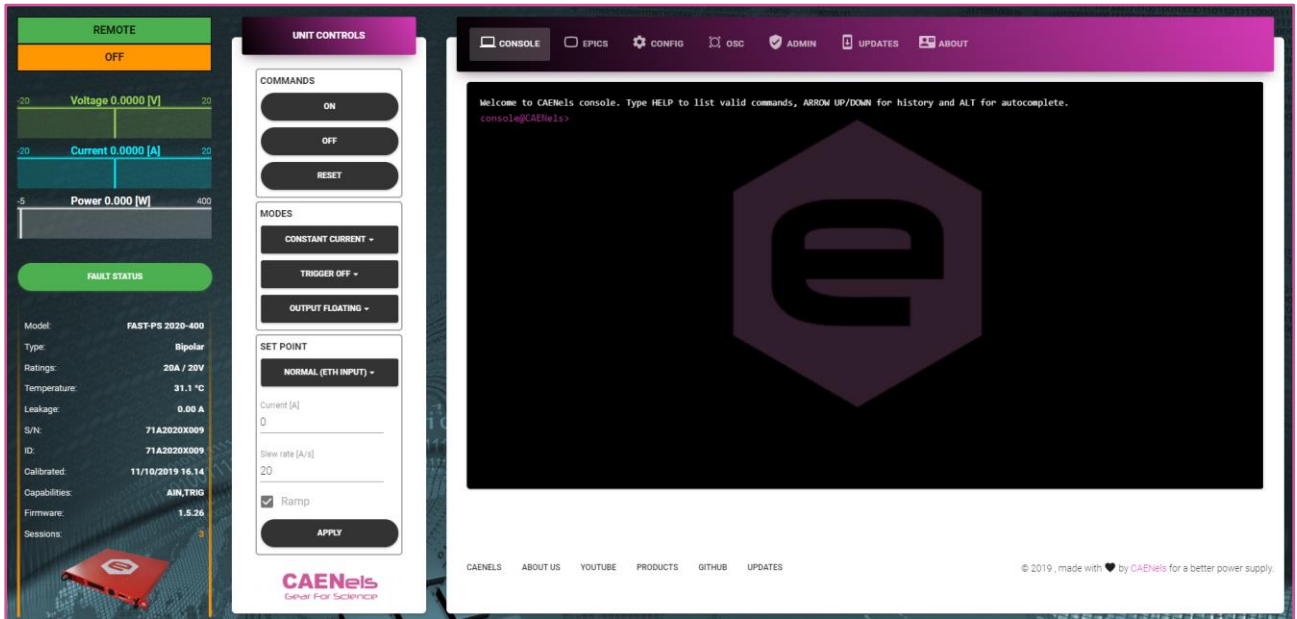 REMOTE
OFF
-20 Voltage 0.0000 [V] 20
-20 Current 0.0000 [A] 20
-5 Power 0.000 [W] 400
FAULT STATUS
Model: FAST-PS 2020-400
Type: Bipolar
Ratings: 20A / 20V
Temperature: 31.1 °C
Leakage: 0.00 A
S/N: 71A2020X009
ID: 71A2020X009
Calibrated: 11/10/2019 16.14
Capabilities: AIN,TRIG
Firmware: 1.5.26
Sessions: 3
UNIT CONTROLS
COMMANDS
ON
OFF
RESET
MODES
CONSTANT CURRENT
TRIGGER OFF
OUTPUT FLOATING
SET POINT
NORMAL (ETH INPUT)
Current [A]
0
Slew rate [A/s]
20
Ramp
APPLY
CAENels
Gear For Science
CONSOLE EPICS CONFIG OSC ADMIN UPDATES ABOUT
Welcome to CAENels console. Type HELP to list valid commands, ARROW UP/DOWN for history and ALT for autocomplete.
console@CAENels>
CAENELS ABOUT US YOUTUBE PRODUCTS GITHUB UPDATES
© 2019 , made with ♥ by CAENels for a better power supply.